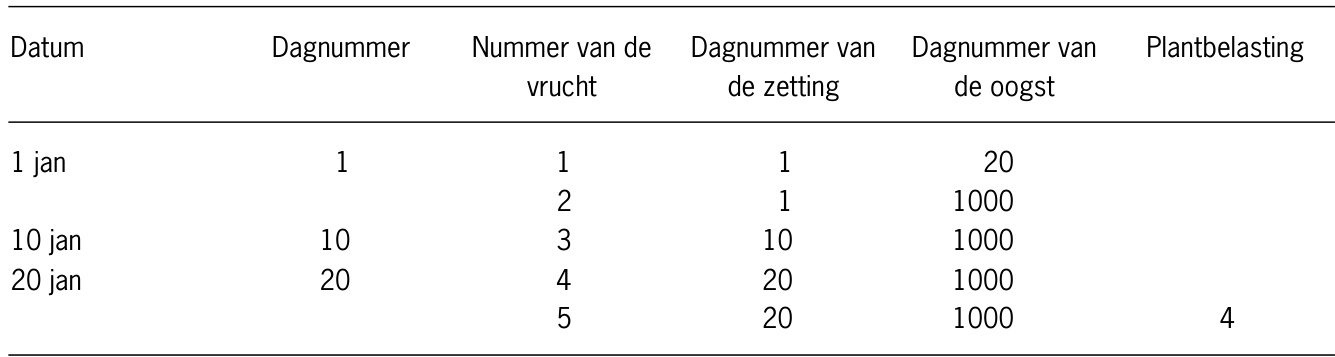 Datum Dagnummer Nummer van de Dagnummer van Dagnummer van Plantbelasting
vrucht de zetting de oogst
1 jan 1 1 1 20
2 1 1000
10 jan 10 3 10 1000
20 jan 20 4 20 1000
5 20 1000 4